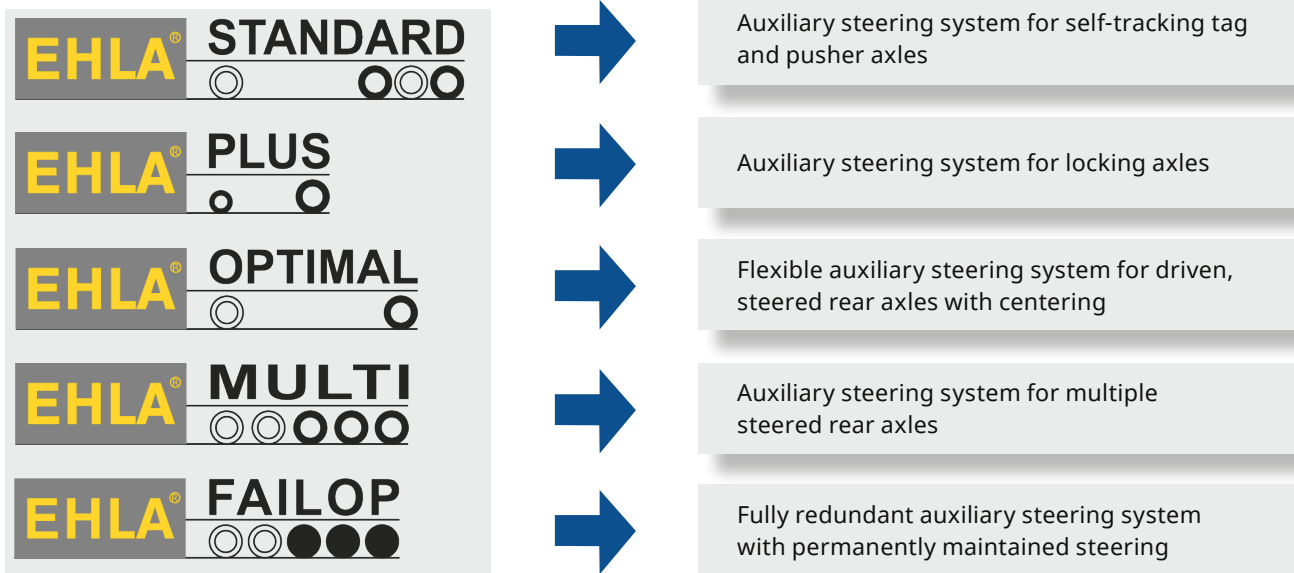 EHLA® STANDARD
Auxiliary steering system for self-tracking tag
and pusher axles
EHLA® PLUS
Auxiliary steering system for locking axles
EHLA® OPTIMAL
Flexible auxiliary steering system for driven,
steered rear axles with centering
EHLA® MULTI
Auxiliary steering system for multiple
steered rear axles
EHLA® FAILOP
Fully redundant auxiliary steering system
with permanently maintained steering